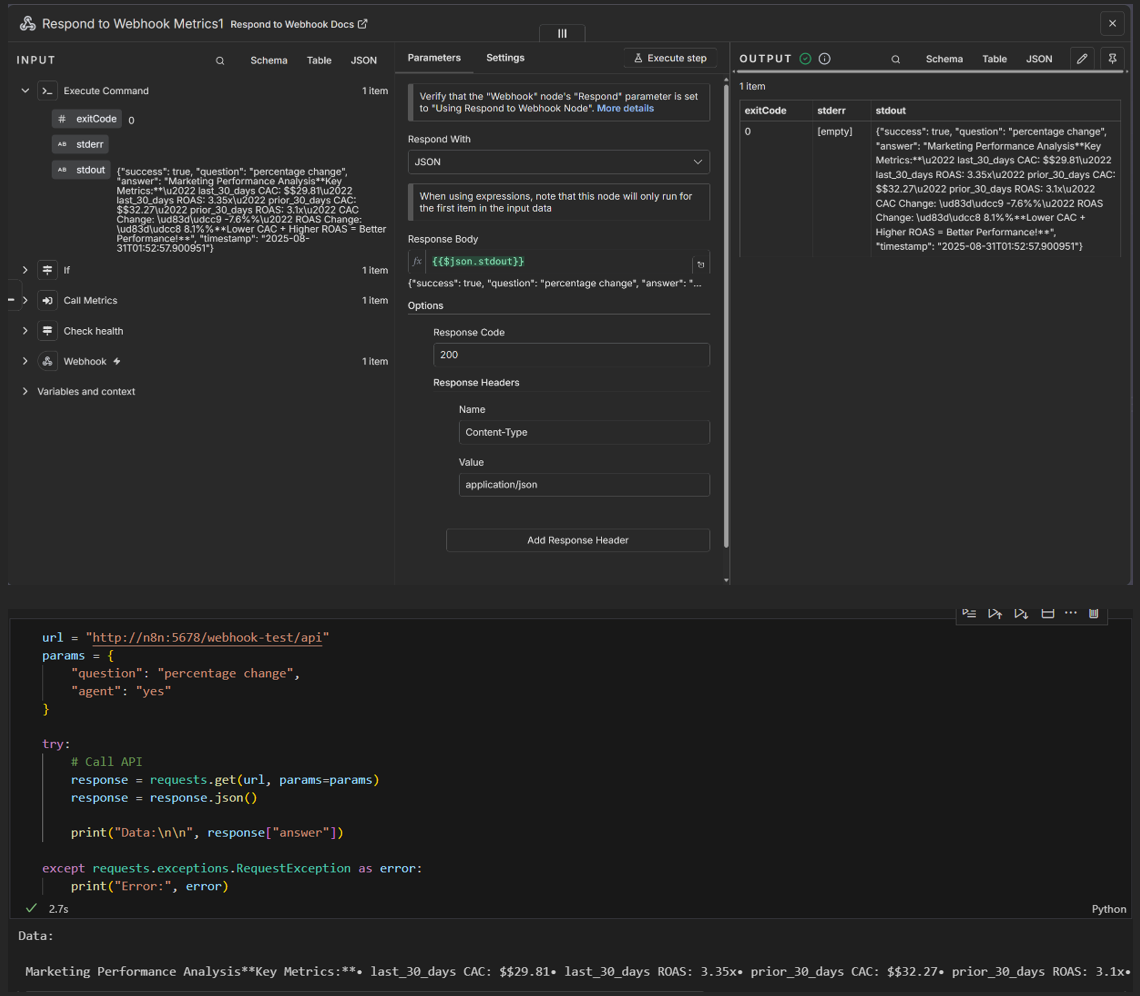 Respond to Webhook Metrics1 Respond to Webhook Docs
INPUT
Schema Table JSON
Execute Command 1 item
# exitCode 0
AB stderr
AB stdout
{"success": true, "question": "percentage change",
"answer": "Marketing Performance Analysis**Key
Metrics:**\u2022 last_30_days CAC: $$29.81\u2022
last_30_days ROAS: 3.35x\u2022 prior_30_days CAC:
$$32.27\u2022 prior_30_days ROAS: 3.1x\u2022 CAC
Change: \ud83d\udcc9 -7.6%%\u2022 ROAS Change:
\ud83d\udcc8 8.1%%**Lower CAC + Higher ROAS = Better
Performance!**", "timestamp": "2025-08-
31T01:52:57.900951"}
If 1 item
Call Metrics 1 item
Check health
Webhook 1 item
Variables and context
Parameters Settings Execute step
Verify that the "Webhook" node's "Respond" parameter is set
to "Using Respond to Webhook Node". More details
Respond With
JSON
When using expressions, note that this node will only run for
the first item in the input data
Response Body
fx {{$json.stdout}}
{"success": true, "question": "percentage change", "answer": "...
Options
Response Code
200
Response Headers
Name
Content-Type
Value
application/json
Add Response Header
OUTPUT
Schema Table JSON
1 item
exitCode stderr stdout
0 [empty] {"success": true, "question": "percentage change",
"answer": "Marketing Performance Analysis**Key
Metrics:**\u2022 last_30_days CAC: $$29.81\u2022
last_30_days ROAS: 3.35x\u2022 prior_30_days CAC:
$$32.27\u2022 prior_30_days ROAS: 3.1x\u2022
CAC Change: \ud83d\udcc9 -7.6%%\u2022 ROAS
Change: \ud83d\udcc8 8.1%%**Lower CAC +
Higher ROAS = Better Performance!**",
"timestamp": "2025-08-31T01:52:57.900951"}
url = "http://n8n:5678/webhook-test/api"
params = {
"question": "percentage change",
"agent": "yes"
}
try:
# Call API
response = requests.get(url, params=params)
response = response.json()
print("Data:\n\n", response["answer"])
except requests.exceptions.RequestException as error:
print("Error:", error)
2.7s Python
Data:
Marketing Performance Analysis**Key Metrics:**• last_30_days CAC: $$29.81• last_30_days ROAS: 3.35x• prior_30_days CAC: $$32.27• prior_30_days ROAS: 3.1x•